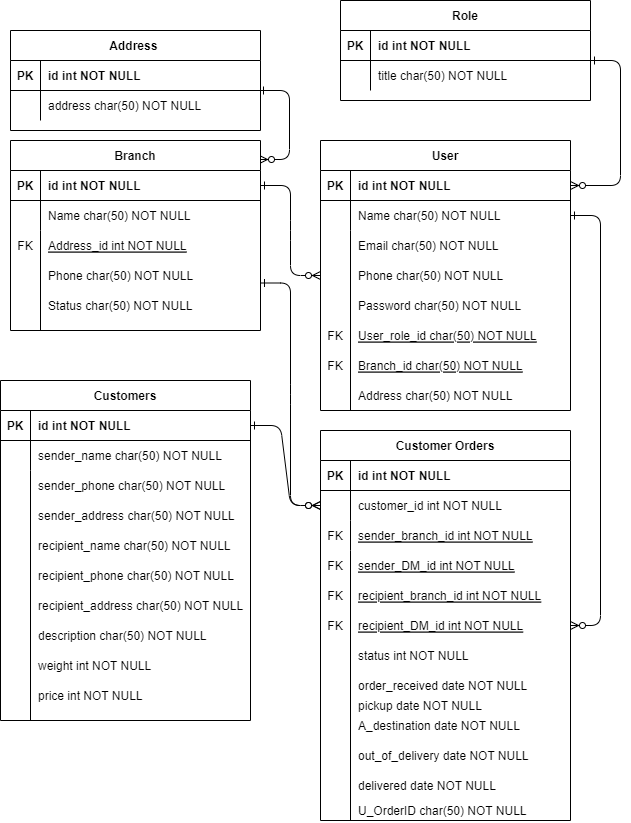 Address
PK id int NOT NULL
address char(50) NOT NULL
Role
PK id int NOT NULL
title char(50) NOT NULL
Branch
PK id int NOT NULL
Name char(50) NOT NULL
FK Address_id int NOT NULL
Phone char(50) NOT NULL
Status char(50) NOT NULL
User
PK id int NOT NULL
Name char(50) NOT NULL
Email char(50) NOT NULL
Phone char(50) NOT NULL
Password char(50) NOT NULL
FK User_role_id char(50) NOT NULL
FK Branch_id char(50) NOT NULL
Address char(50) NOT NULL
Customers
PK id int NOT NULL
sender_name char(50) NOT NULL
sender_phone char(50) NOT NULL
sender_address char(50) NOT NULL
recipient_name char(50) NOT NULL
recipient_phone char(50) NOT NULL
recipient_address char(50) NOT NULL
description char(50) NOT NULL
weight int NOT NULL
price int NOT NULL
Customer Orders
PK id int NOT NULL
customer_id int NOT NULL
FK sender_branch_id int NOT NULL
FK sender_DM_id int NOT NULL
FK recipient_branch_id int NOT NULL
FK recipient_DM_id int NOT NULL
status int NOT NULL
order_received date NOT NULL
pickup date NOT NULL
A_destination date NOT NULL
out_of_delivery date NOT NULL
delivered date NOT NULL
U_OrderID char(50) NOT NULL